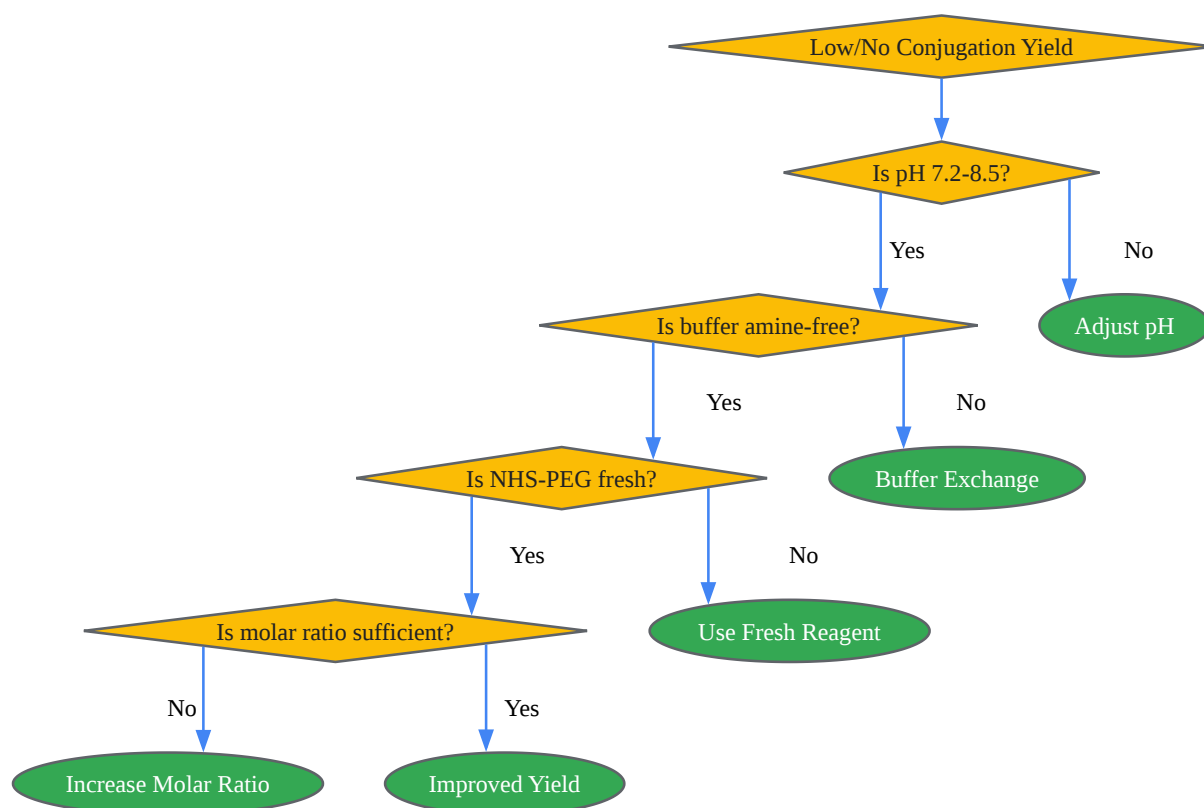 Low/No Conjugation Yield
Is pH 7.2-8.5?
Yes
No
Is buffer amine-free?
Adjust pH
Yes
No
Is NHS-PEG fresh?
Buffer Exchange
Yes
No
Is molar ratio sufficient?
Use Fresh Reagent
No
Yes
Increase Molar Ratio
Improved Yield